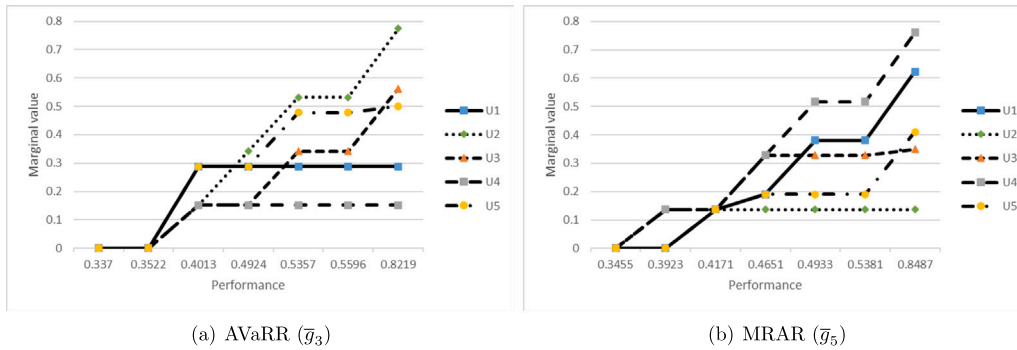 0.8
0.7
0.6
0.5
0.4
0.3
0.2
0.1
0
Marginal value
0.337 0.3522 0.4013 0.4924 0.5357 0.5596 0.8219
Performance
U1
U2
U3
U4
U5
(a) AVaRR (g̅₃)
0.8
0.7
0.6
0.5
0.4
0.3
0.2
0.1
0
Marginal value
0.3455 0.3923 0.4171 0.4651 0.4933 0.5381 0.8487
Performance
U1
U2
U3
U4
U5
(b) MRAR (g̅₅)